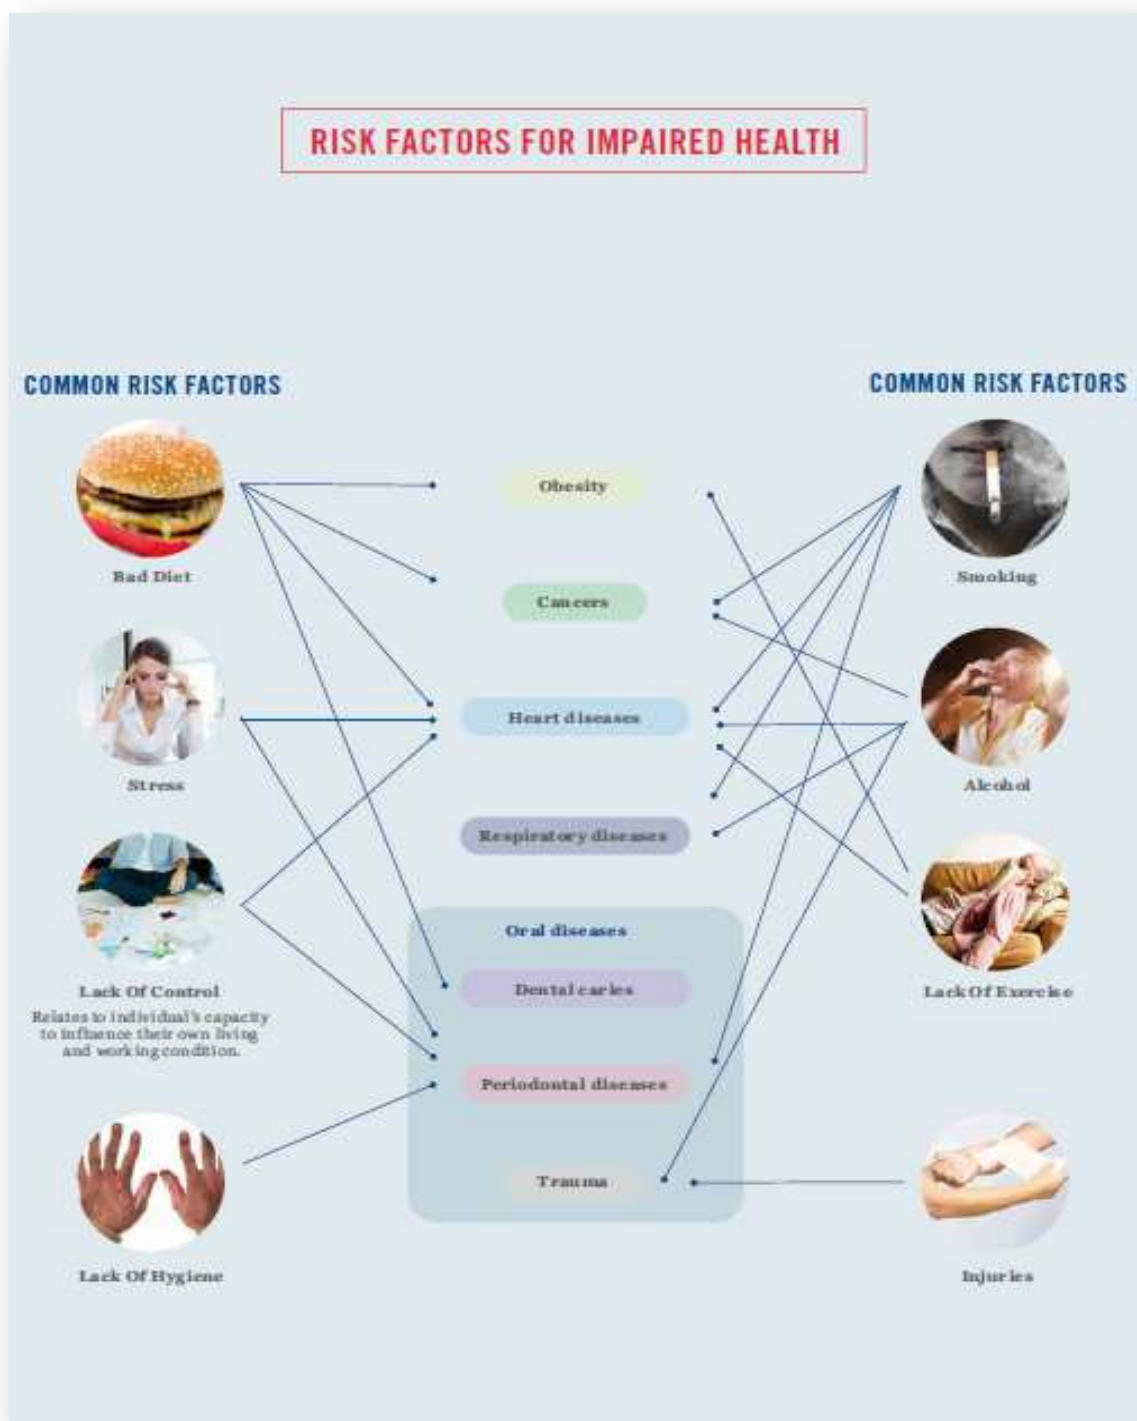 RISK FACTORS FOR IMPAIRED HEALTH
COMMON RISK FACTORS
Bad Diet
Stress
Lack Of Control
Relates to individual's capacity
to influence their own living
and working condition.
Lack Of Hygiene
Obesity
Cancers
Heart diseases
Respiratory diseases
Oral diseases
Dental caries
Periodontal diseases
Trauma
COMMON RISK FACTORS
Smoking
Alcohol
Lack Of Exercise
Injuries